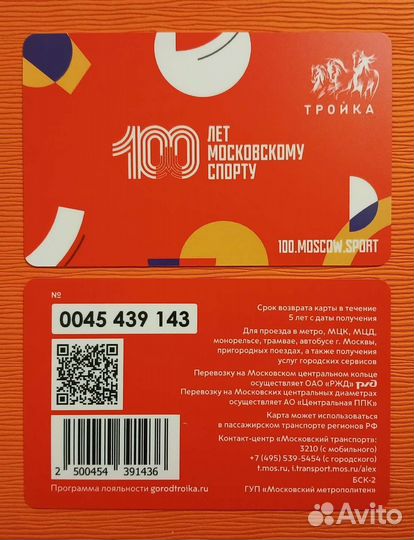 ТРОЙКА
100 ЛЕТ
МОСКОВСКОМУ
СПОРТУ
100.MOSCOW.SPORT
№
0045 439 143
Срок возврата карты в течение
5 лет с даты получения
Для проезда в метро, МЦК, МЦД,
монорельсе, трамвае, автобусе г. Москвы,
пригородных поездах, а также получения
услуг городских сервисов
Перевозку на Московском центральном кольце
осуществляет ОАО «РЖД» РЖД
Перевозку на Московских центральных диаметрах
осуществляет АО «Центральная ППК»
Карта может использоваться
в пассажирском транспорте регионов РФ
Контакт-центр «Московский транспорт»:
3210 (с мобильного)
+7 (495) 539-5454 (с городского)
t.mos.ru, i.transport.mos.ru/alex
БСК-2
ГУП «Московский метрополитен»
2 500454 391436
Программа лояльности gorodtroika.ru
Avito